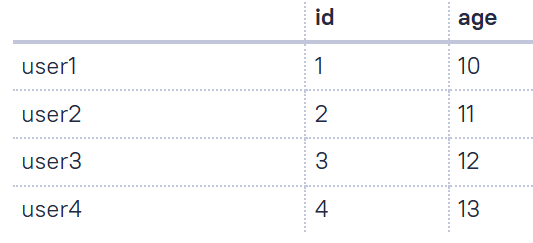 id age
user1 1 10
user2 2 11
user3 3 12
user4 4 13